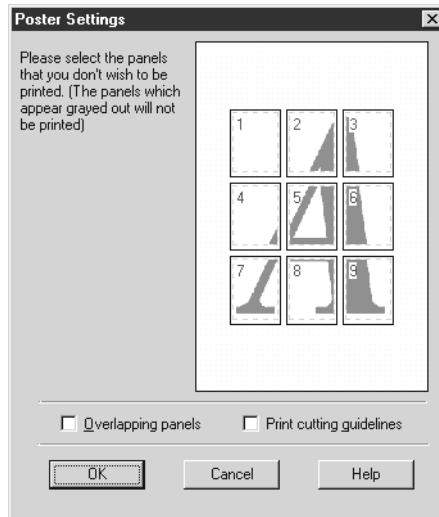 Poster Settings
Please select the panels
that you don't wish to be
printed. (The panels which
appear grayed out will not
be printed)
1 2 3
4 5 6
7 8 9
Overlapping panels Print cutting guidelines
OK Cancel Help